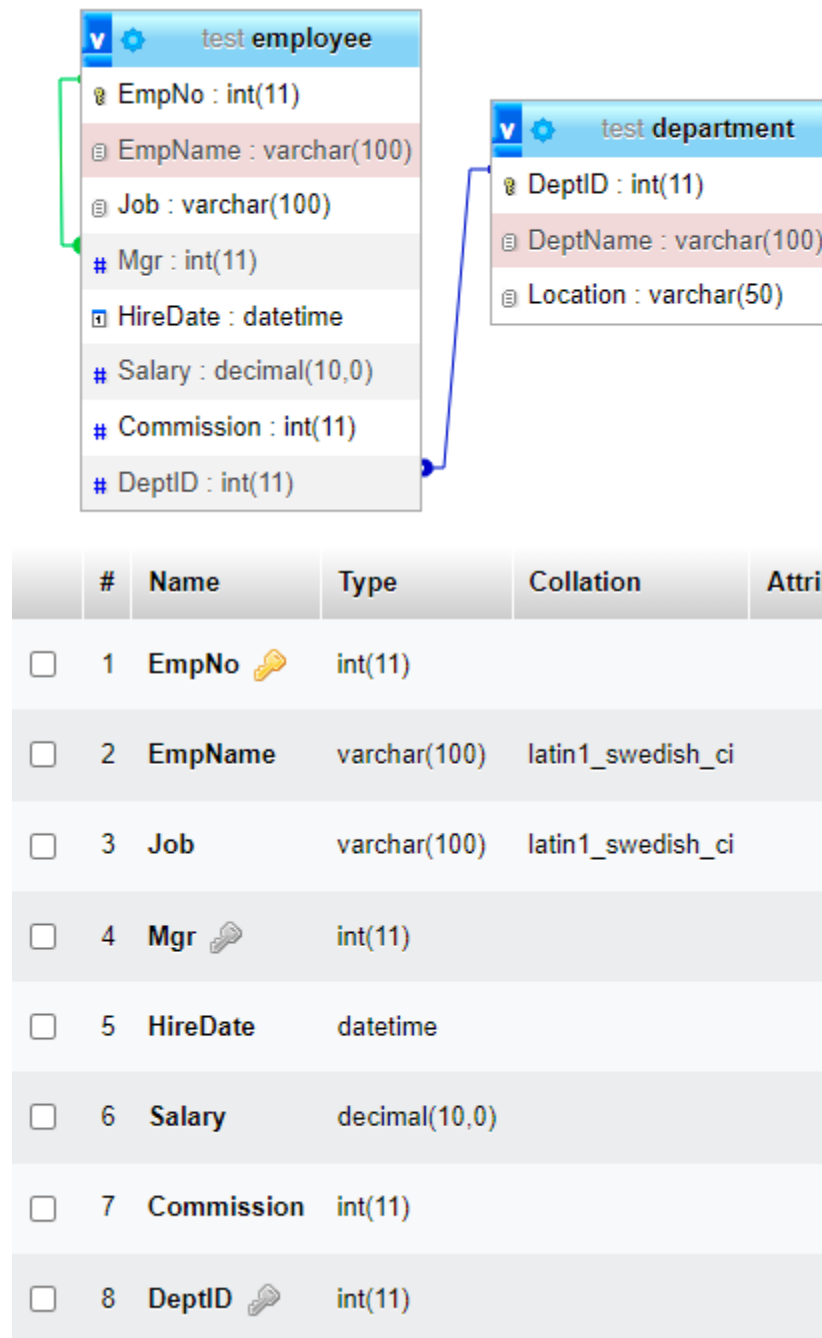 test employee
EmpNo : int(11)
EmpName : varchar(100)
Job : varchar(100)
Mgr : int(11)
HireDate : datetime
Salary : decimal(10,0)
Commission : int(11)
DeptID : int(11)
test department
DeptID : int(11)
DeptName : varchar(100)
Location : varchar(50)
# Name Type Collation Attri
1 EmpNo int(11)
2 EmpName varchar(100) latin1_swedish_ci
3 Job varchar(100) latin1_swedish_ci
4 Mgr int(11)
5 HireDate datetime
6 Salary decimal(10,0)
7 Commission int(11)
8 DeptID int(11)